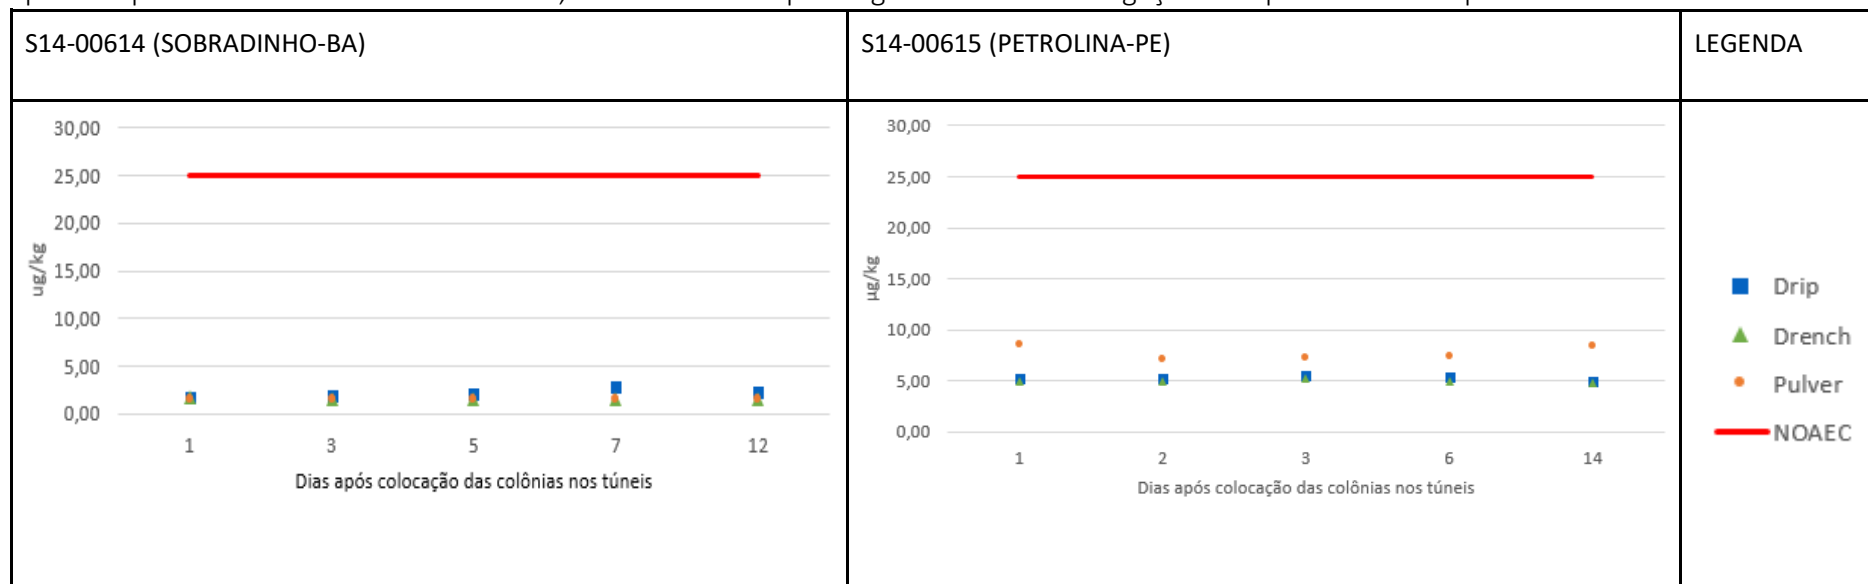 S14-00614 (SOBRADINHO-BA)
S14-00615 (PETROLINA-PE)
LEGENDA
30,00
25,00
20,00
15,00
10,00
5,00
0,00
ug/kg
1 3 5 7 12
Dias após colocação das colônias nos túneis
30,00
25,00
20,00
15,00
10,00
5,00
0,00
µg/kg
1 2 3 6 14
Dias após colocação das colônias nos túneis
Drip
Drench
Pulver
NOAEC